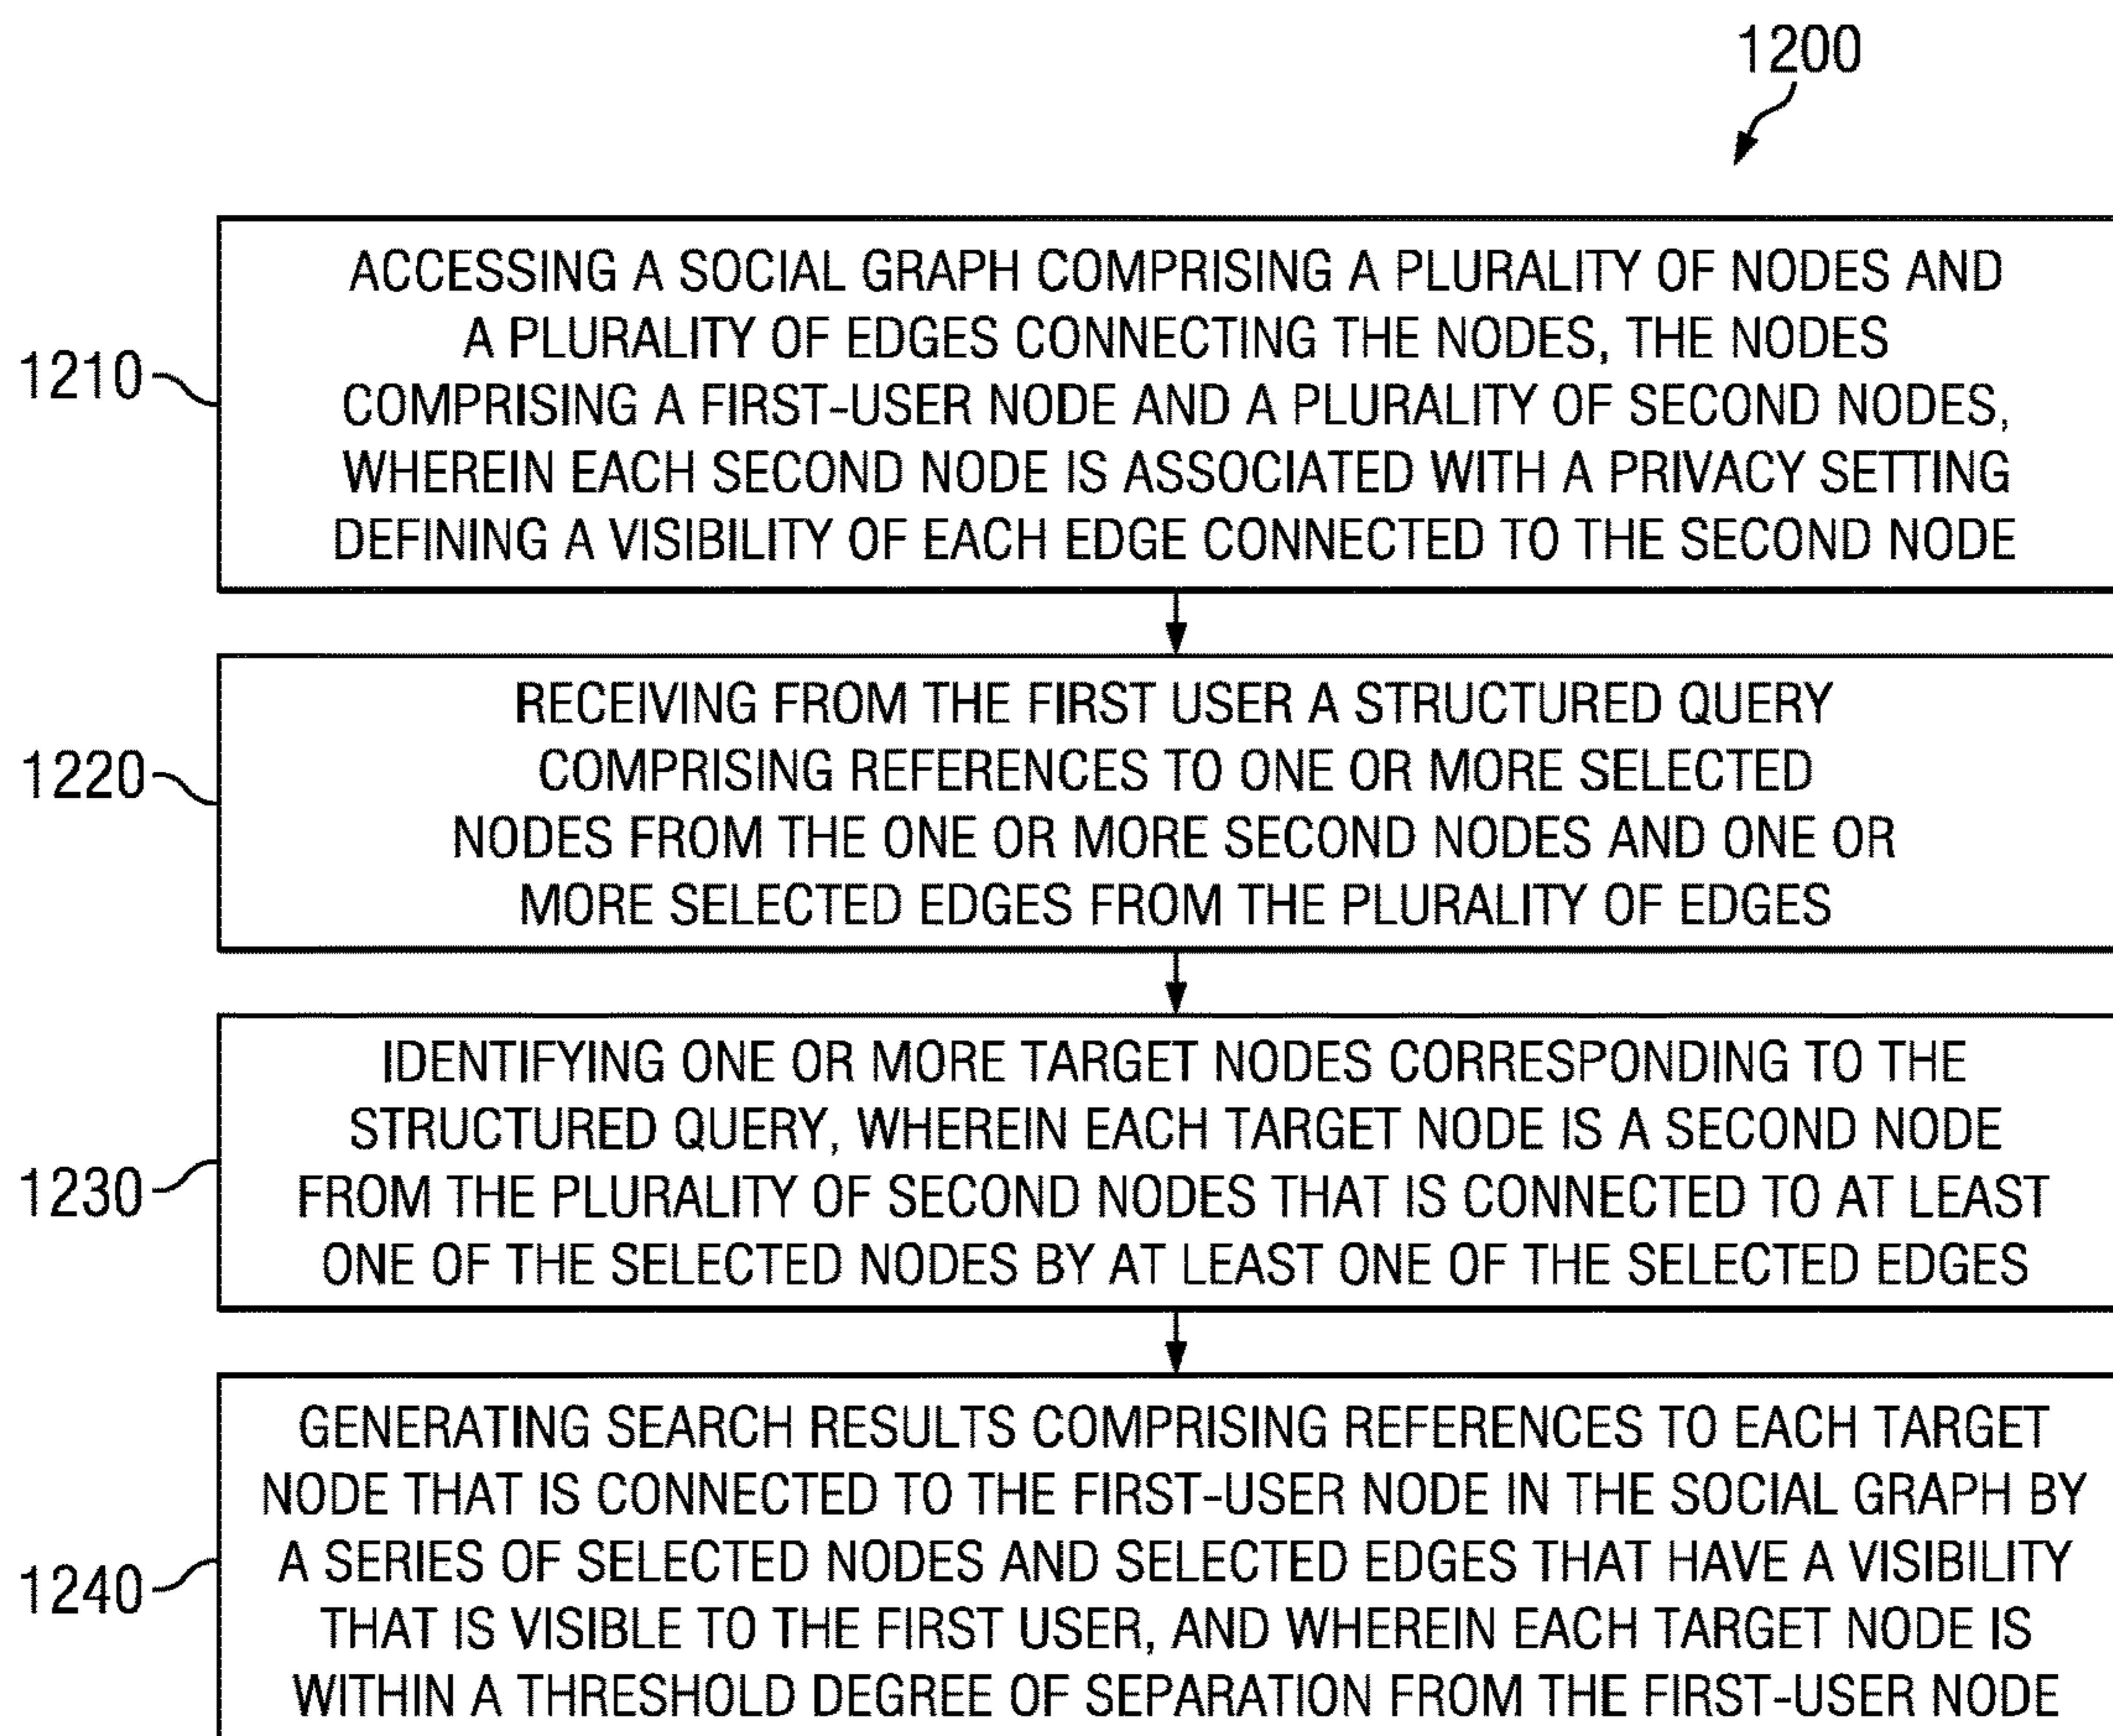 1200
ACCESSING A SOCIAL GRAPH COMPRISING A PLURALITY OF NODES AND
A PLURALITY OF EDGES CONNECTING THE NODES, THE NODES
1210
COMPRISING A FIRST-USER NODE AND A PLURALITY OF SECOND NODES,
WHEREIN EACH SECOND NODE IS ASSOCIATED WITH A PRIVACY SETTING
DEFINING A VISIBILITY OF EACH EDGE CONNECTED TO THE SECOND NODE
RECEIVING FROM THE FIRST USER A STRUCTURED QUERY
1220
COMPRISING REFERENCES TO ONE OR MORE SELECTED
NODES FROM THE ONE OR MORE SECOND NODES AND ONE OR
MORE SELECTED EDGES FROM THE PLURALITY OF EDGES
IDENTIFYING ONE OR MORE TARGET NODES CORRESPONDING TO THE
STRUCTURED QUERY, WHEREIN EACH TARGET NODE IS A SECOND NODE
1230
FROM THE PLURALITY OF SECOND NODES THAT IS CONNECTED TO AT LEAST
ONE OF THE SELECTED NODES BY AT LEAST ONE OF THE SELECTED EDGES
GENERATING SEARCH RESULTS COMPRISING REFERENCES TO EACH TARGET
NODE THAT IS CONNECTED TO THE FIRST-USER NODE IN THE SOCIAL GRAPH BY
A SERIES OF SELECTED NODES AND SELECTED EDGES THAT HAVE A VISIBILITY
1240
THAT IS VISIBLE TO THE FIRST USER, AND WHEREIN EACH TARGET NODE IS
WITHIN A THRESHOLD DEGREE OF SEPARATION FROM THE FIRST-USER NODE